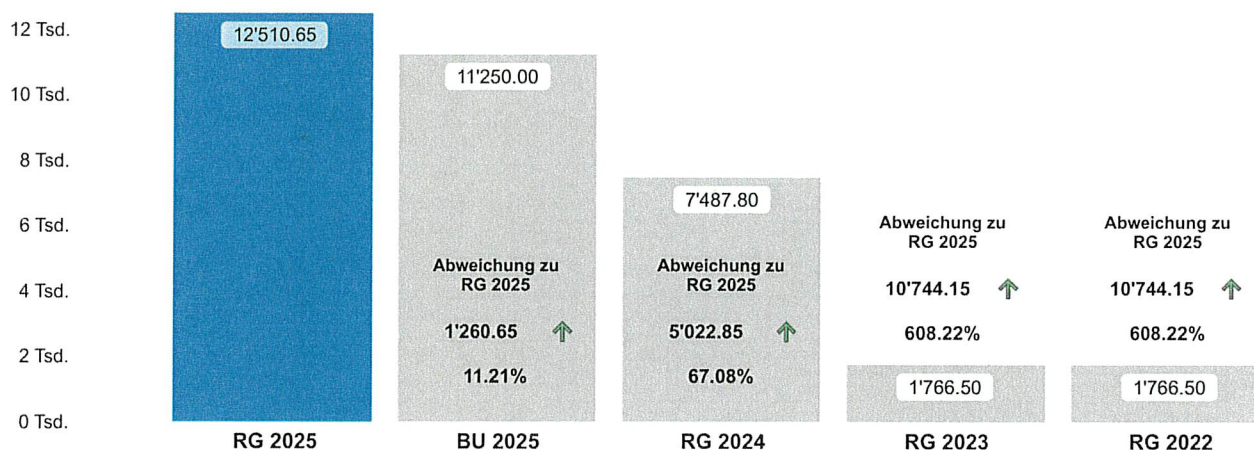 12 Tsd.
10 Tsd.
8 Tsd.
6 Tsd.
4 Tsd.
2 Tsd.
0 Tsd.
12'510.65
RG 2025
11'250.00
Abweichung zu
RG 2025
1'260.65
11.21%
BU 2025
7'487.80
Abweichung zu
RG 2025
5'022.85
67.08%
RG 2024
Abweichung zu
RG 2025
10'744.15
608.22%
1'766.50
RG 2023
Abweichung zu
RG 2025
10'744.15
608.22%
1'766.50
RG 2022